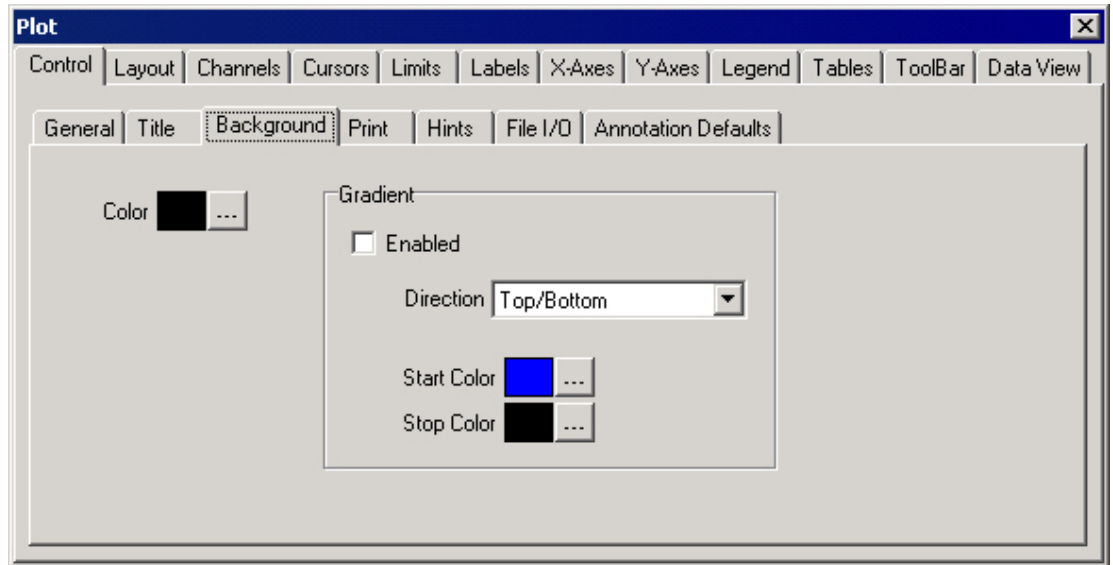 Plot
Control Layout Channels Cursors Limits Labels X-Axes Y-Axes Legend Tables ToolBar Data View
General Title Background Print Hints File I/O Annotation Defaults
Color ...
Gradient
Enabled
Direction Top/Bottom
Start Color ...
Stop Color ...